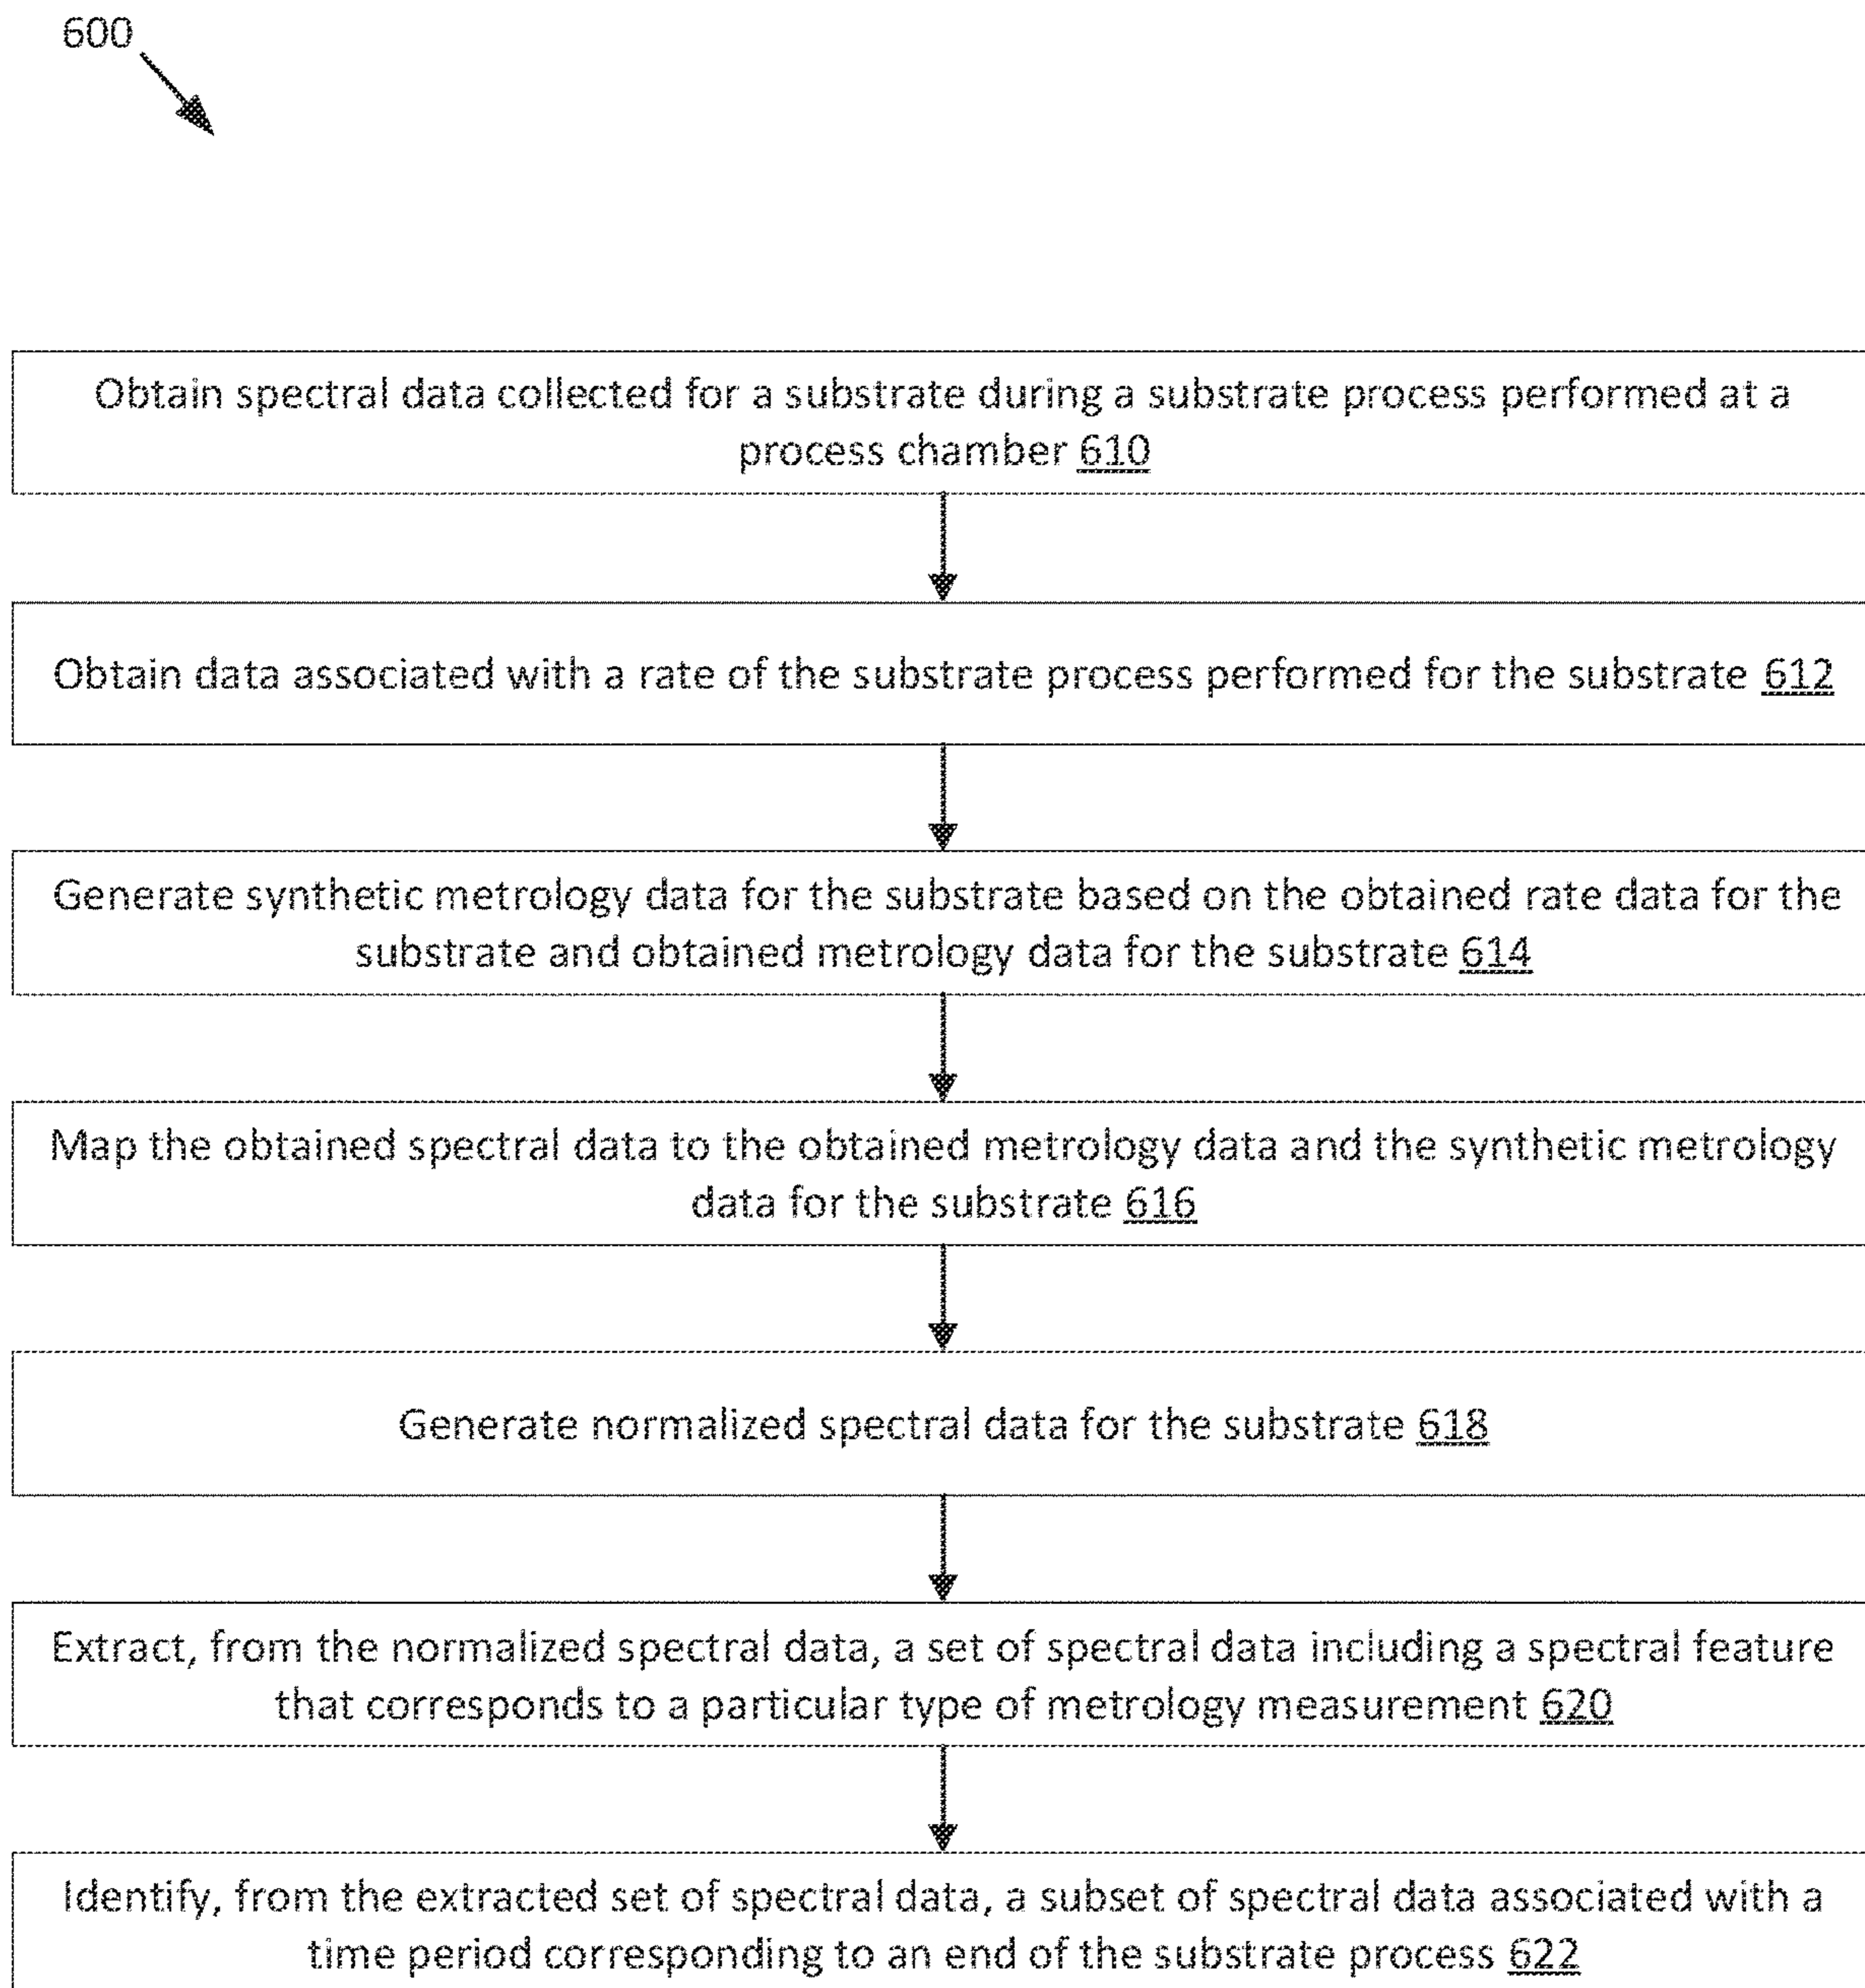 600
Obtain spectral data collected for a substrate during a substrate process performed at a
process chamber 610
Obtain data associated with a rate of the substrate process performed for the substrate 612
Generate synthetic metrology data for the substrate based on the obtained rate data for the
substrate and obtained metrology data for the substrate 614
Map the obtained spectral data to the obtained metrology data and the synthetic metrology
data for the substrate 616
Generate normalized spectral data for the substrate 618
Extract, from the normalized spectral data, a set of spectral data including a spectral feature
that corresponds to a particular type of metrology measurement 620
Identify, from the extracted set of spectral data, a subset of spectral data associated with a
time period corresponding to an end of the substrate process 622